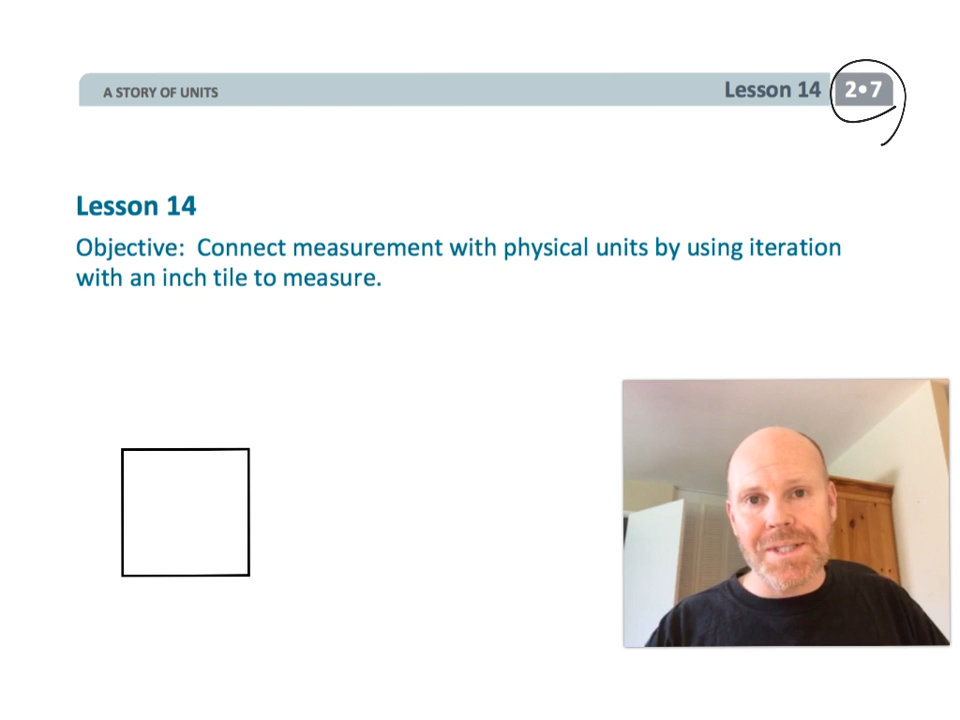 A STORY OF UNITS
Lesson 14 2•7
Lesson 14
Objective: Connect measurement with physical units by using iteration
with an inch tile to measure.